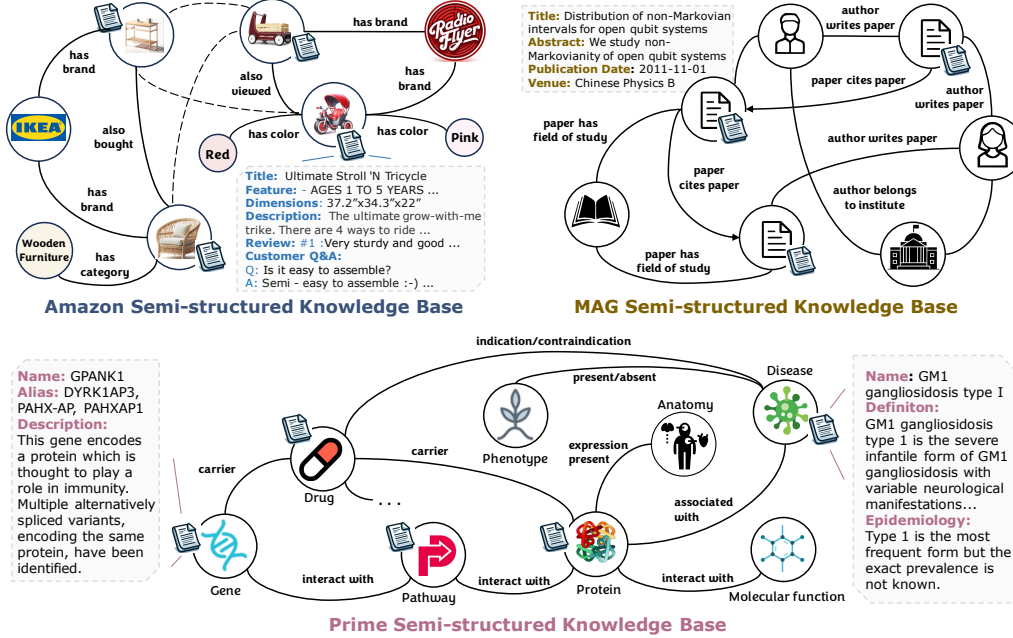 has brand
Radio
Flyer
has
brand
also
viewed
has
brand
IKEA
also
bought
has color
has color
Red
Pink
has
brand
Wooden
Furniture
has
category
Title: Ultimate Stroll 'N Tricycle
Feature: - AGES 1 TO 5 YEARS ...
Dimensions: 37.2"x34.3"x22"
Description: The ultimate grow-with-me
trike. There are 4 ways to ride ...
Review: #1 :Very sturdy and good ...
Customer Q&A:
Q: Is it easy to assemble?
A: Semi - easy to assemble :-) ...
Amazon Semi-structured Knowledge Base
Title: Distribution of non-Markovian
intervals for open qubit systems
Abstract: We study non-
Markovianity of open qubit systems
Publication Date: 2011-11-01
Venue: Chinese Physics B
author
writes paper
paper cites paper
author
writes paper
paper has
field of study
author writes paper
paper
cites paper
author belongs
to institute
paper has
field of study
MAG Semi-structured Knowledge Base
indication/contraindication
present/absent
Disease
Anatomy
Name: GPANK1
Alias: DYRK1AP3,
PAHX-AP, PAHXAP1
Description:
This gene encodes
a protein which is
thought to play a
role in immunity.
Multiple alternatively
spliced variants,
encoding the same
protein, have been
identified.
carrier
Drug
carrier
...
Phenotype
expression
present
associated
with
Name: GM1
gangliosidosis type I
Definiton:
GM1 gangliosidosis
type 1 is the severe
infantile form of GM1
gangliosidosis with
variable neurological
manifestations...
Epidemiology:
Type 1 is the most
frequent form but the
exact prevalence is
not known.
Gene
interact with
Pathway
interact with
Protein
interact with
Molecular function
Prime Semi-structured Knowledge Base